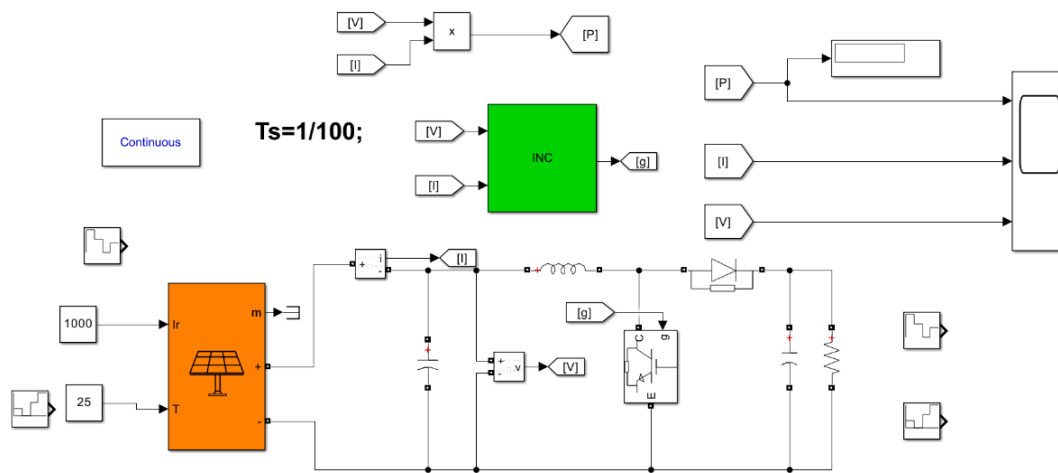 [V]
x
[P]
[I]
[P]
Continuous
Ts=1/100;
[V]
INC
[g]
[I]
[I]
[V]
i
+
-
[I]
+
+
1000
Ir
m
[g]
C
g
+
-
v
[V]
+
+
+
25
T
E
-